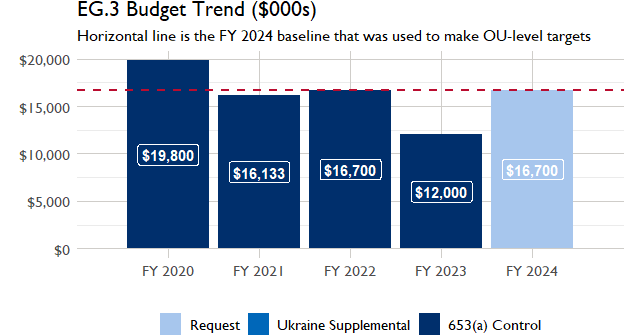 EG.3 Budget Trend ($000s)
Horizontal line is the FY 2024 baseline that was used to make OU-level targets
$20,000
$15,000
$10,000
$5,000
$0
$19,800
$16,133
$16,700
$12,000
$16,700
FY 2020 FY 2021 FY 2022 FY 2023 FY 2024
Request Ukraine Supplemental 653(a) Control